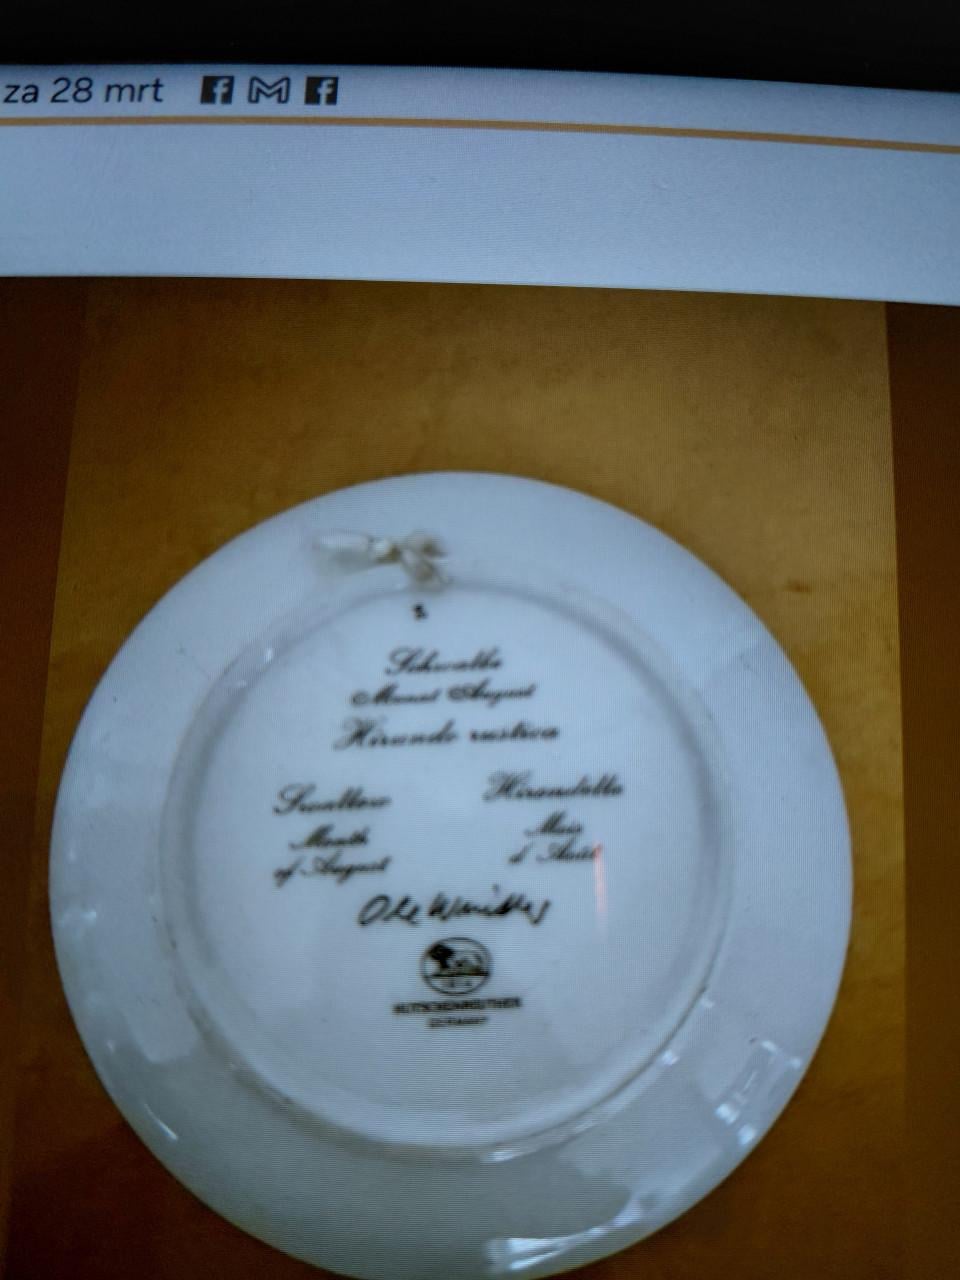 za 28 mrt
Schwalbe
Monat August
Hirundo rustica
Swallow
Month
of August
Hirondelle
Mois
d'Août
Ole Winther
1814
HUTSCHENREUTHER
GERMANY